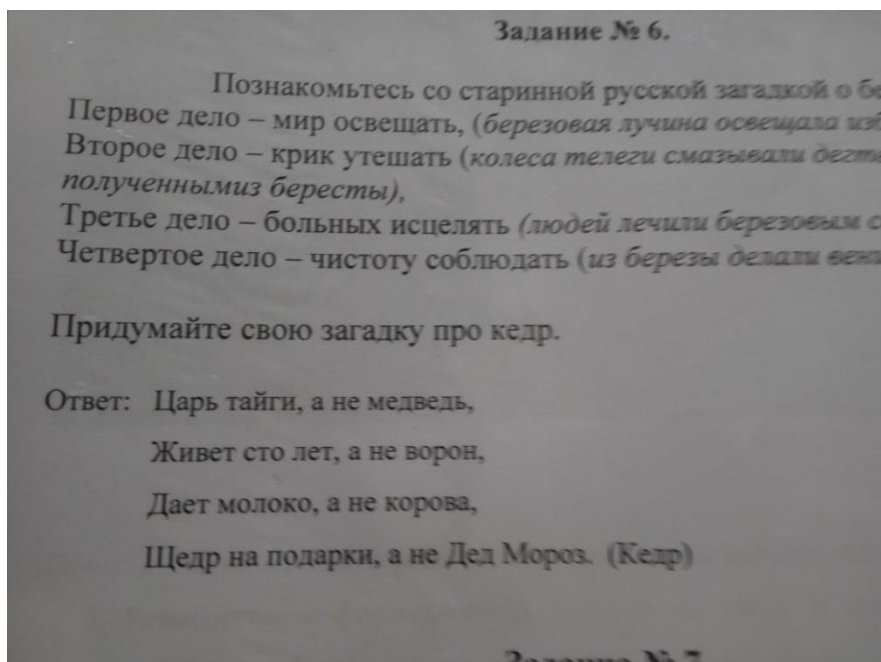 Задание № 6.
Познакомьтесь со старинной русской загадкой о
Первое дело – мир освещать, (березовая лучина освещала
Второе дело – крик утешать (колеса телеги смазывали
полученнымиз бересты),
Третье дело – больных исцелять (людей лечили березовым
Четвертое дело – чистоту соблюдать (из березы делали
Придумайте свою загадку про кедр.
Ответ: Царь тайги, а не медведь,
Живет сто лет, а не ворон,
Дает молоко, а не корова,
Щедр на подарки, а не Дед Мороз. (Кедр)
Задание № 7